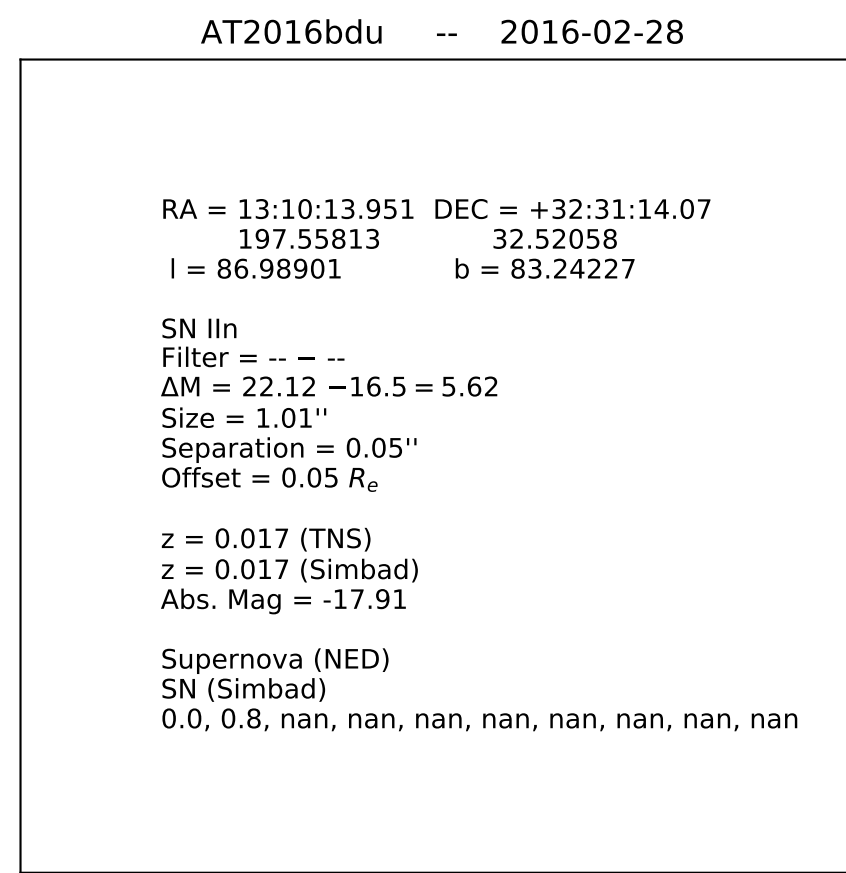 AT2016bdu -- 2016-02-28
RA = 13:10:13.951 DEC = +32:31:14.07
197.55813 32.52058
l = 86.98901 b = 83.24227
SN IIn
Filter = -- − --
ΔM = 22.12 −16.5 = 5.62
Size = 1.01''
Separation = 0.05''
Offset = 0.05 Rₑ
z = 0.017 (TNS)
z = 0.017 (Simbad)
Abs. Mag = -17.91
Supernova (NED)
SN (Simbad)
0.0, 0.8, nan, nan, nan, nan, nan, nan, nan, nan